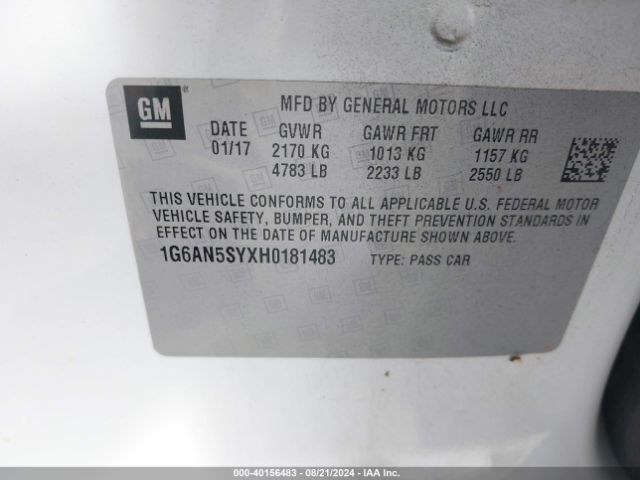 GM
MFD BY GENERAL MOTORS LLC
DATE GVWR GAWR FRT GAWR RR
01/17 2170 KG 1013 KG 1157 KG
4783 LB 2233 LB 2550 LB
THIS VEHICLE CONFORMS TO ALL APPLICABLE U.S. FEDERAL MOTOR
VEHICLE SAFETY, BUMPER, AND THEFT PREVENTION STANDARDS IN
EFFECT ON THE DATE OF MANUFACTURE SHOWN ABOVE.
1G6AN5SYXH0181483 TYPE: PASS CAR
000-40156483 - 08/21/2024 - IAA Inc.